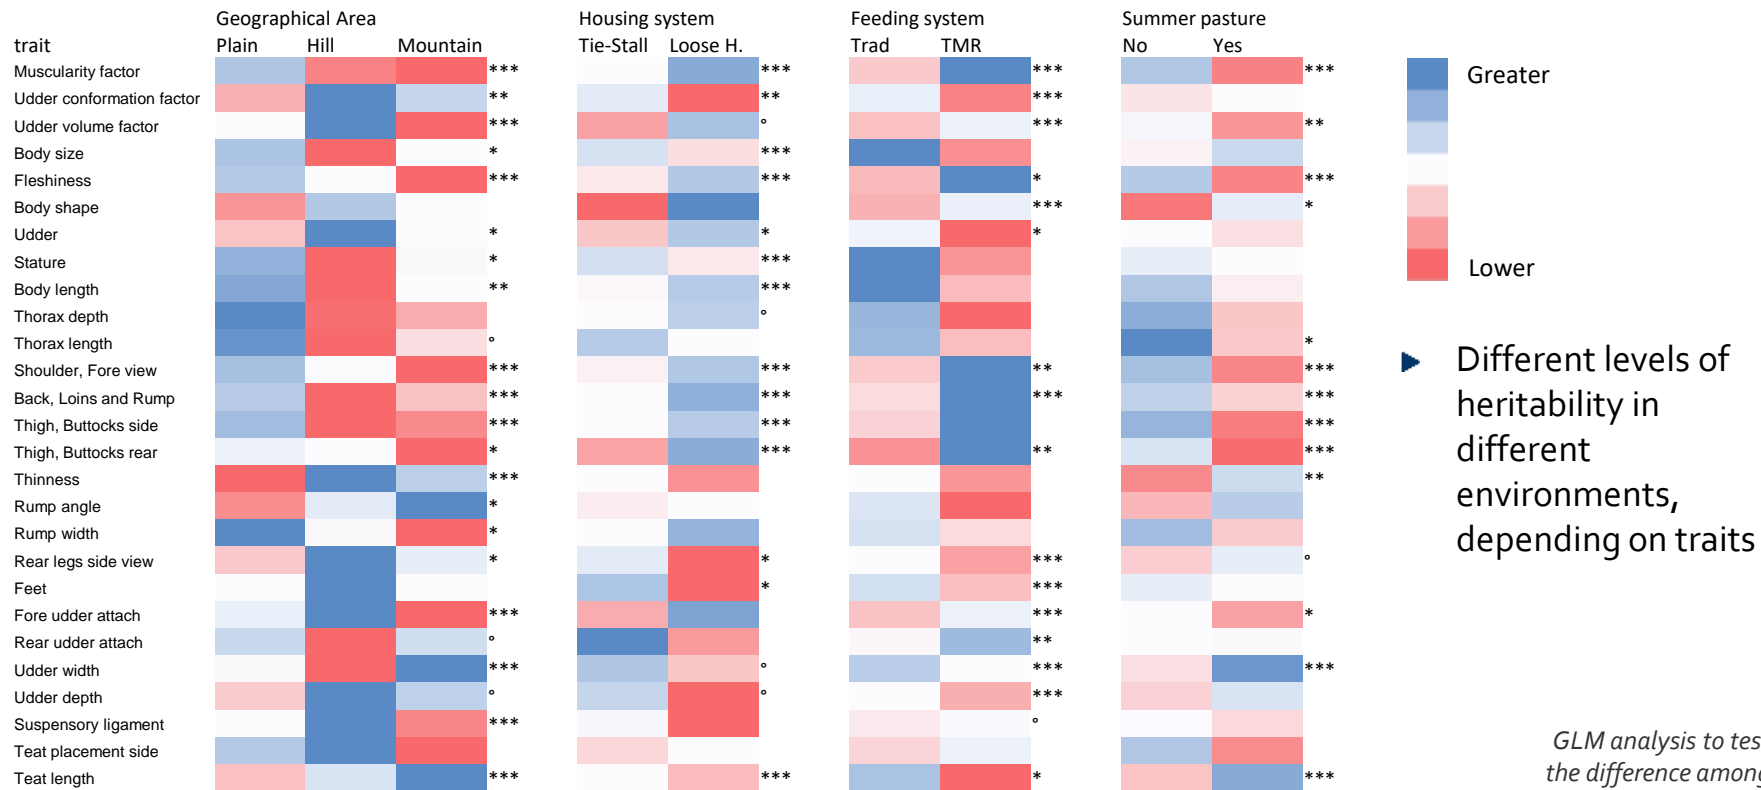 Geographical Area Housing system Feeding system Summer pasture
trait Plain Hill Mountain Tie-Stall Loose H. Trad TMR No Yes
Muscularity factor *** *** *** ***
Udder conformation factor ** ** ***
Udder volume factor *** ° *** **
Body size * ***
Fleshiness *** *** * ***
Body shape *** *
Udder * * *
Stature * ***
Body length ** ***
Thorax depth °
Thorax length ° *
Shoulder, Fore view *** *** ** ***
Back, Loins and Rump *** *** *** ***
Thigh, Buttocks side *** *** ***
Thigh, Buttocks rear * *** ** ***
Thinness *** **
Rump angle *
Rump width *
Rear legs side view * * *** °
Feet * ***
Fore udder attach *** *** *
Rear udder attach ° **
Udder width *** ° *** ***
Udder depth ° ° ***
Suspensory ligament *** °
Teat placement side
Teat length *** *** * ***
Greater
Lower
Different levels of
heritability in
different
environments,
depending on traits
GLM analysis to tes
the difference among